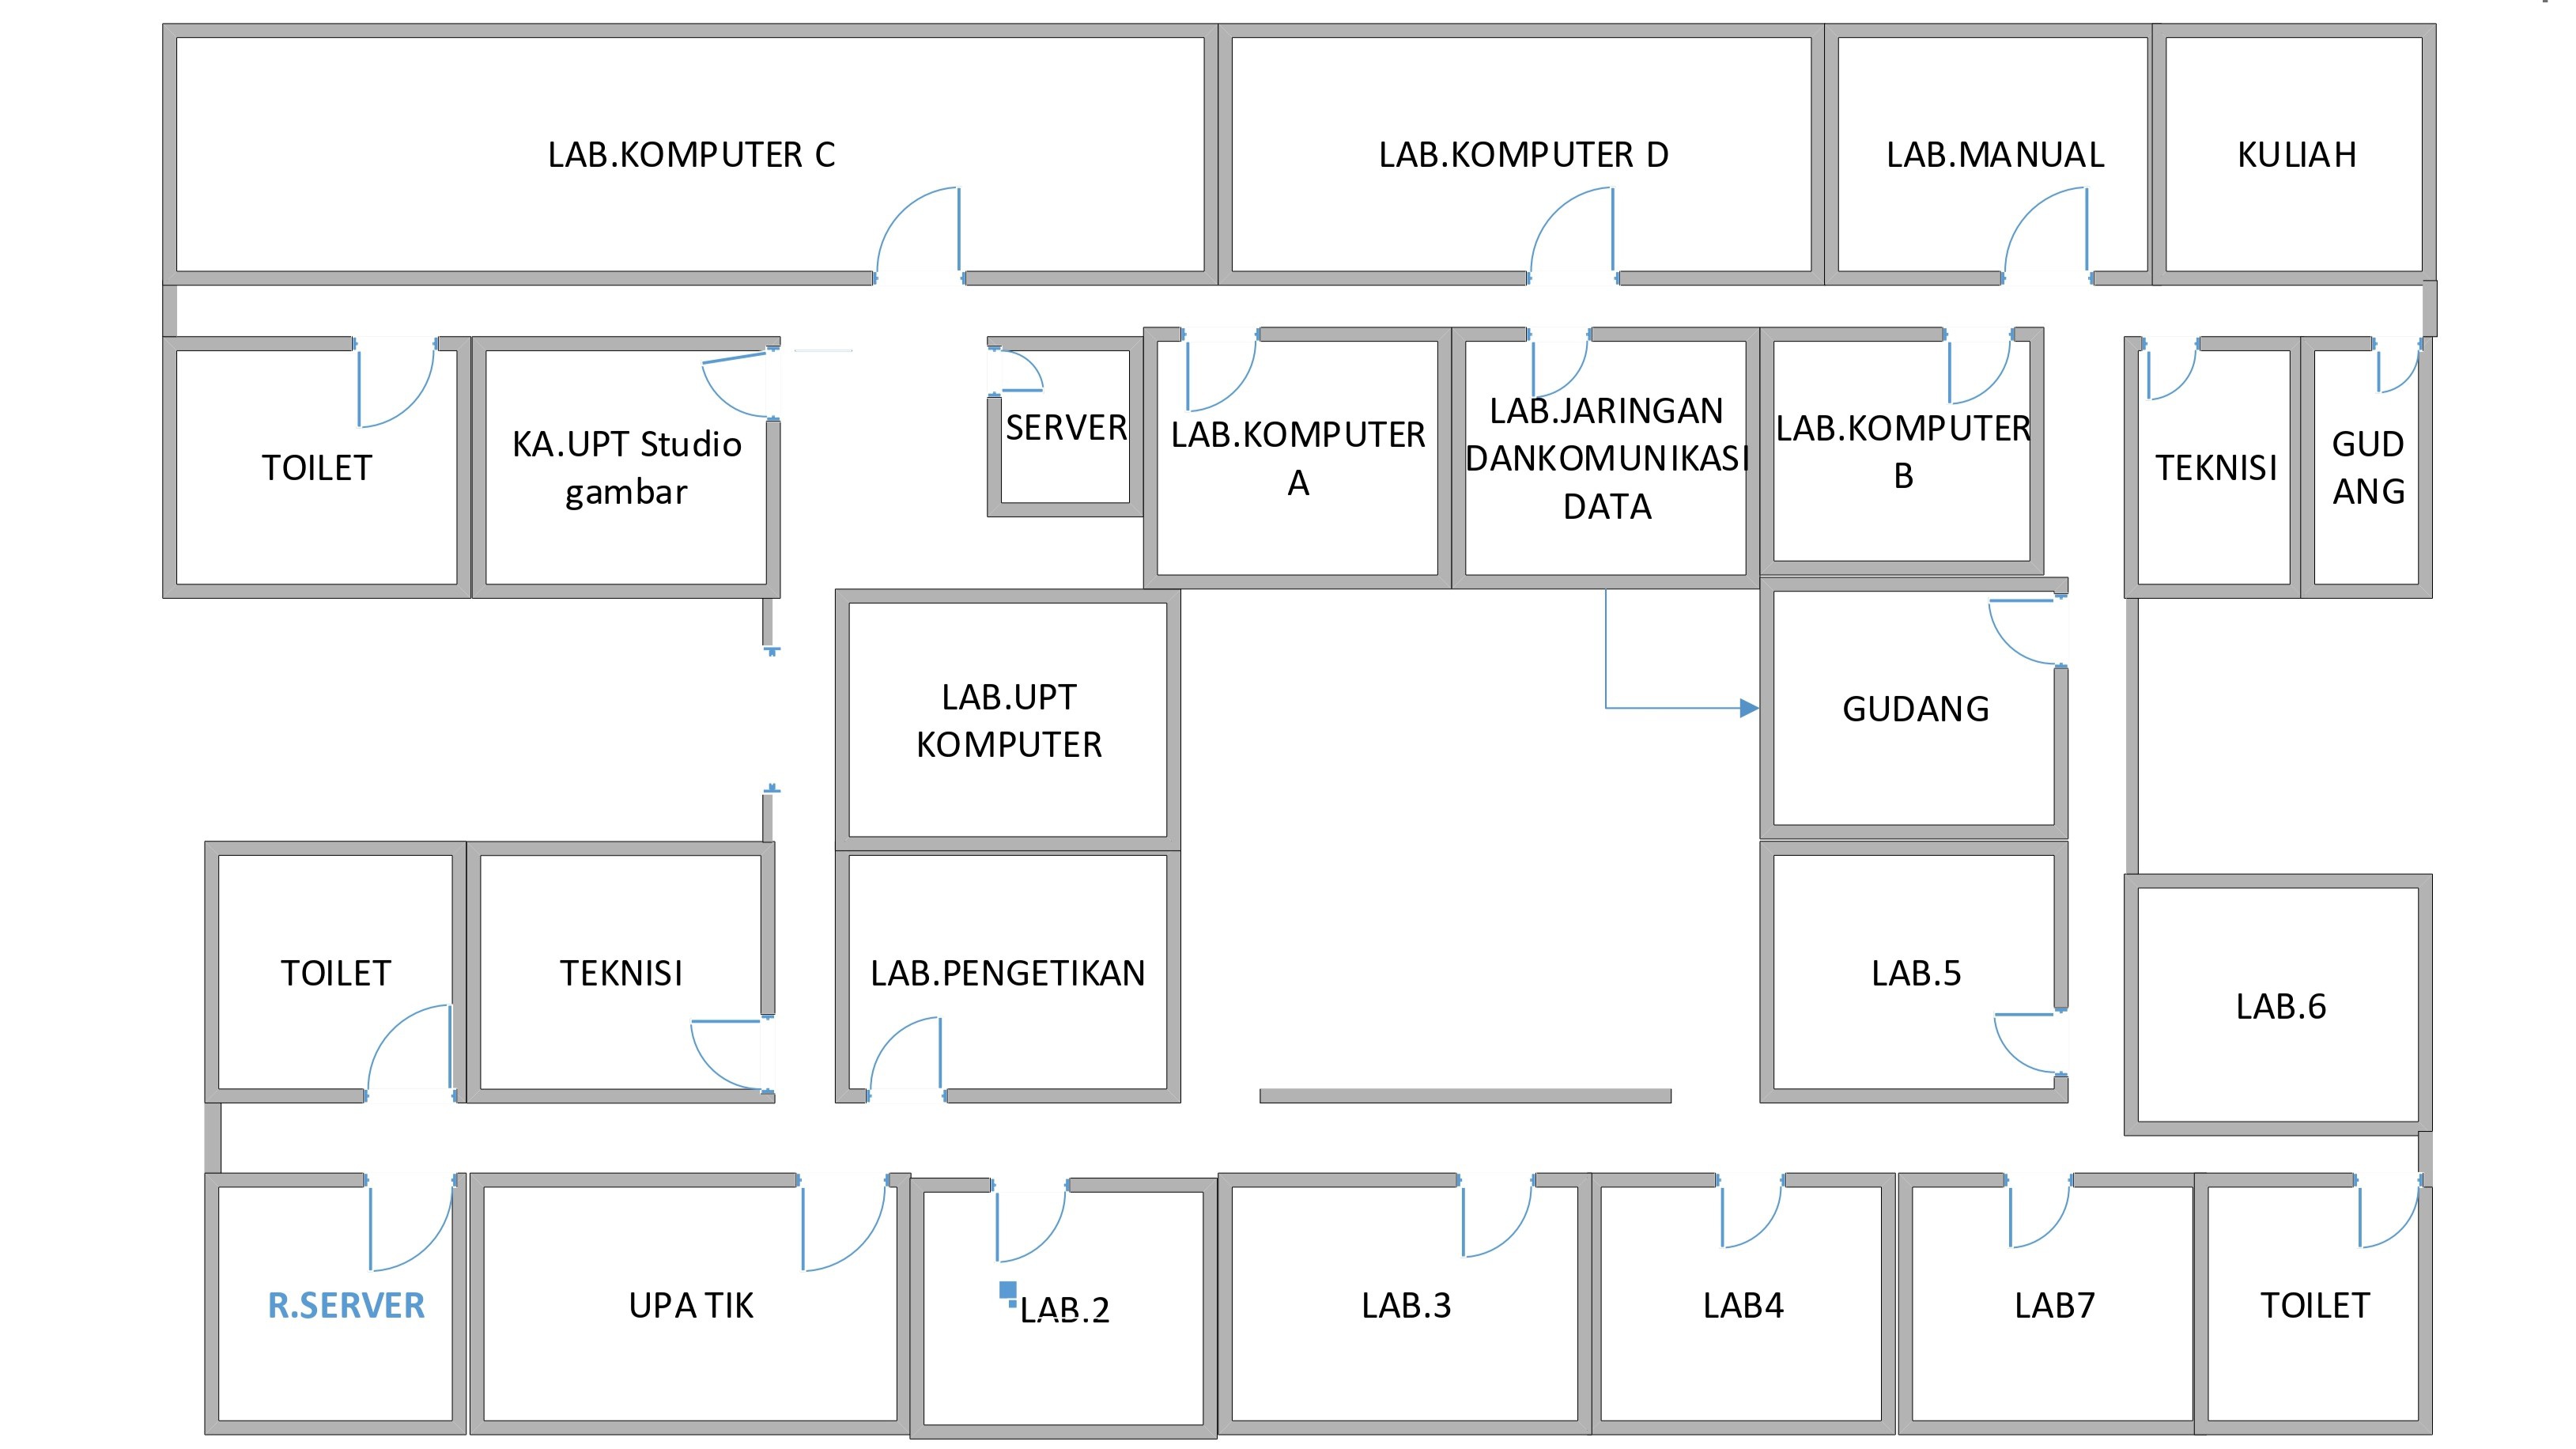 LAB.KOMPUTER C
LAB.KOMPUTER D
LAB.MANUAL
KULIAH
TOILET
KA.UPT Studio
gambar
SERVER
LAB.KOMPUTER
A
LAB.JARINGAN
DANKOMUNIKASI
DATA
LAB.KOMPUTER
B
TEKNISI
GUD
ANG
LAB.UPT
KOMPUTER
GUDANG
TOILET
TEKNISI
LAB.PENGETIKAN
LAB.5
LAB.6
R.SERVER
UPA TIK
LAB.2
LAB.3
LAB4
LAB7
TOILET